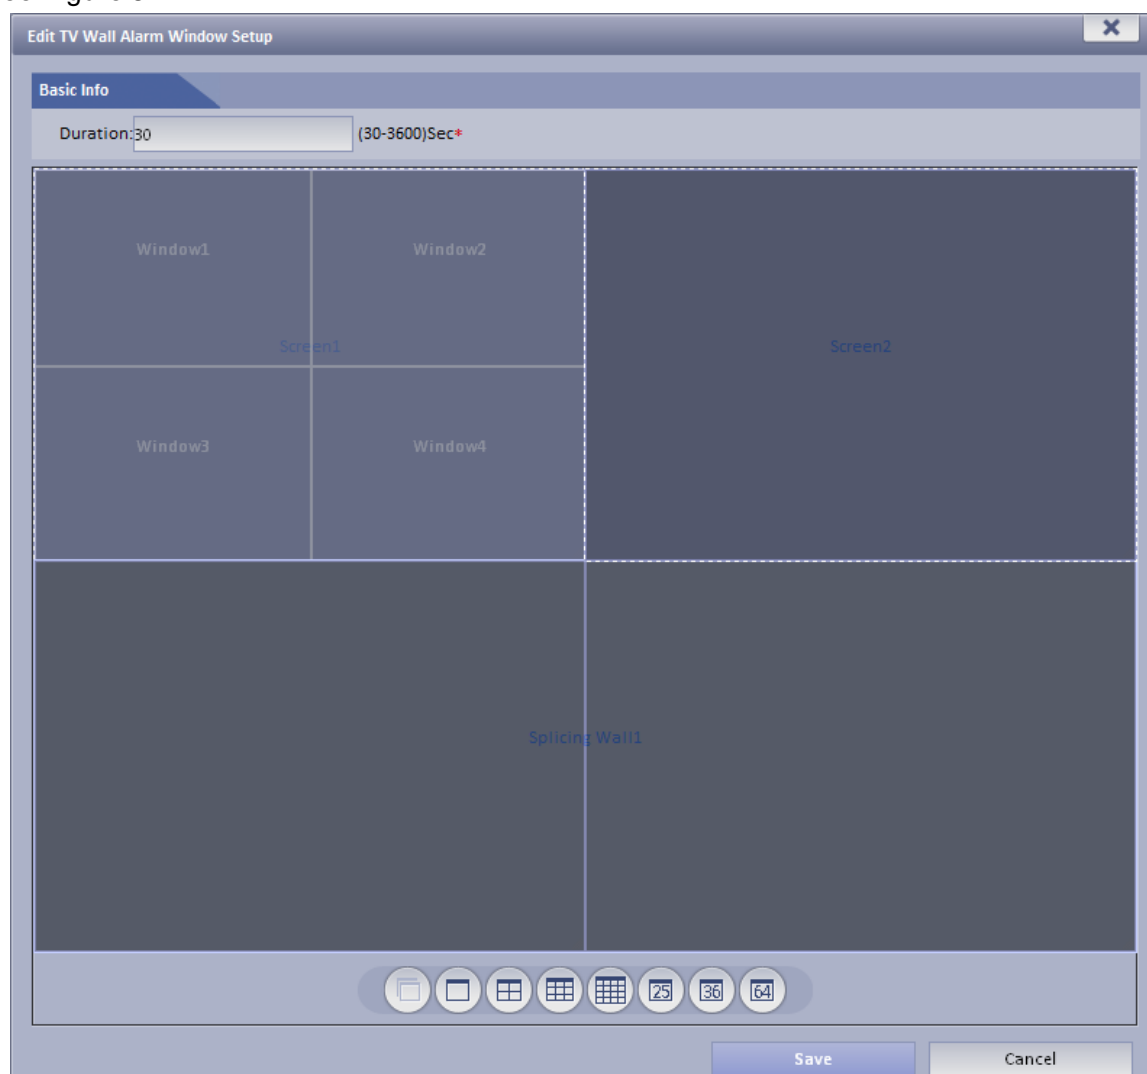 Edit TV Wall Alarm Window Setup
Basic Info
Duration:30 (30-3600)Sec*
Window1 Window2
Screen1 Screen2
Window3 Window4
Splicing Wall1
25 36 64
Save Cancel